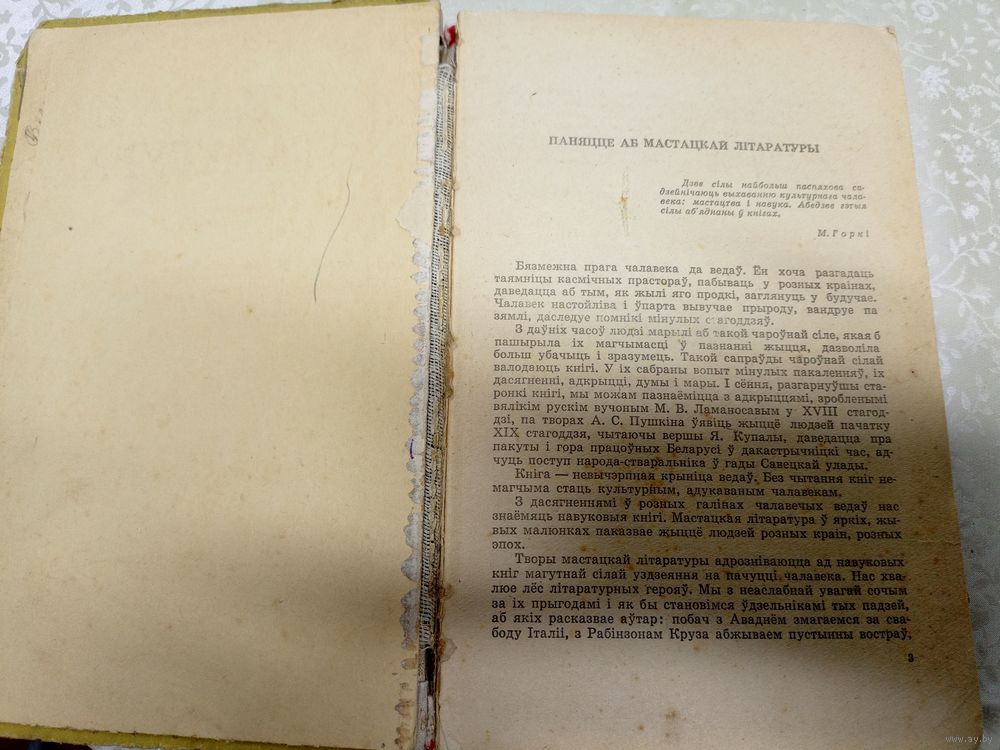 ПАНЯЦЦЕ АБ МАСТАЦКАЙ ЛІТАРАТУРЫ
Дзве сілы найбольш паспяхова са-
дзейнічаюць выхаванню культурнага чала-
века: мастацтва і навука. Абедзве гэтыя
сілы аб'яднаны ў кнігах.
М. Горкі
Бязмежна прага чалавека да ведаў. Ён хоча разгадаць
таямніцы касмічных прастораў, пабываць у розных краінах,
даведацца аб тым, як жылі яго продкі, заглянуць у будучае.
Чалавек настойліва і ўпарта вывучае прыроду, вандруе па
зямлі, даследуе помнікі мінулых стагоддзяў.
З даўніх часоў людзі марылі аб такой чароўнай сіле, якая б
пашырыла іх магчымасці ў пазнанні жыцця, дазволіла
больш убачыць і зразумець. Такой сапраўды чароўнай сілай
валодаюць кнігі. У іх сабраны вопыт мінулых пакаленняў, іх
дасягненні, адкрыцці, думы і мары. І сёння, разгарнуўшы ста-
ронкі кнігі, мы можам пазнаёміцца з адкрыццямі, зробленымі
вялікім рускім вучоным М. В. Ламаносавым у XVIII стагод-
дзі, па творах А. С. Пушкіна ўявіць жыццё людзей пачатку
XIX стагоддзя, чытаючы вершы Я. Купалы, даведацца пра
пакуты і гора працоўных Беларусі ў дакастрычніцкі час, ад-
чуць поступ народа-стваральніка ў гады Савецкай улады.
Кніга — невычэрпная крыніца ведаў. Без чытання кніг не-
магчыма стаць культурным, адукаваным чалавекам.
З дасягненнямі ў розных галінах чалавечых ведаў нас
знаёмяць навуковыя кнігі. Мастацкая літаратура ў яркіх, жы-
вых малюнках паказвае жыццё людзей розных краін, розных
эпох.
Творы мастацкай літаратуры адрозніваюцца ад навуковых
кніг магутнай сілай уздзеяння на пачуцці чалавека. Нас хва-
люе лёс літаратурных герояў. Мы з неаслабнай увагай сочым
за іх прыгодамі і як бы становімся ўдзельнікамі тых падзей,
аб якіх расказвае аўтар: побач з Аваднём змагаемся за сва-
боду Італіі, з Рабінзонам Круза абжываем пустынны востраў,
3
www.ay.by